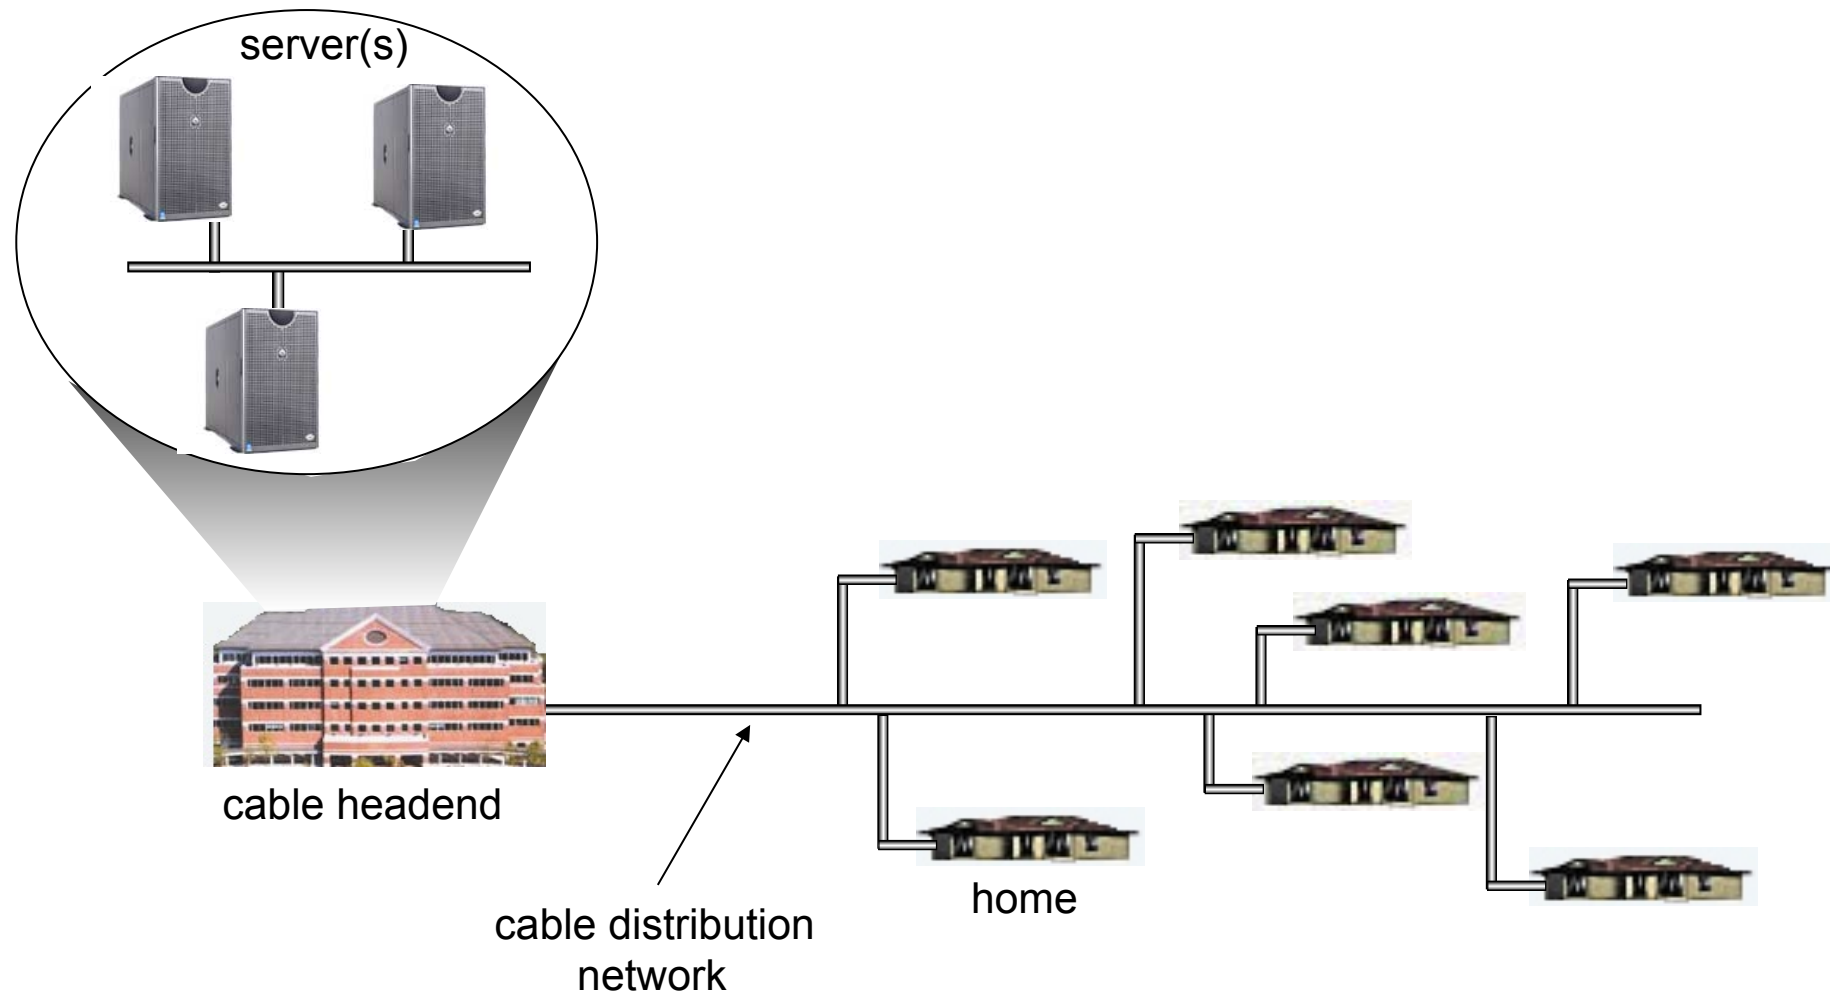 server(s)
cable headend
home
cable distribution
network